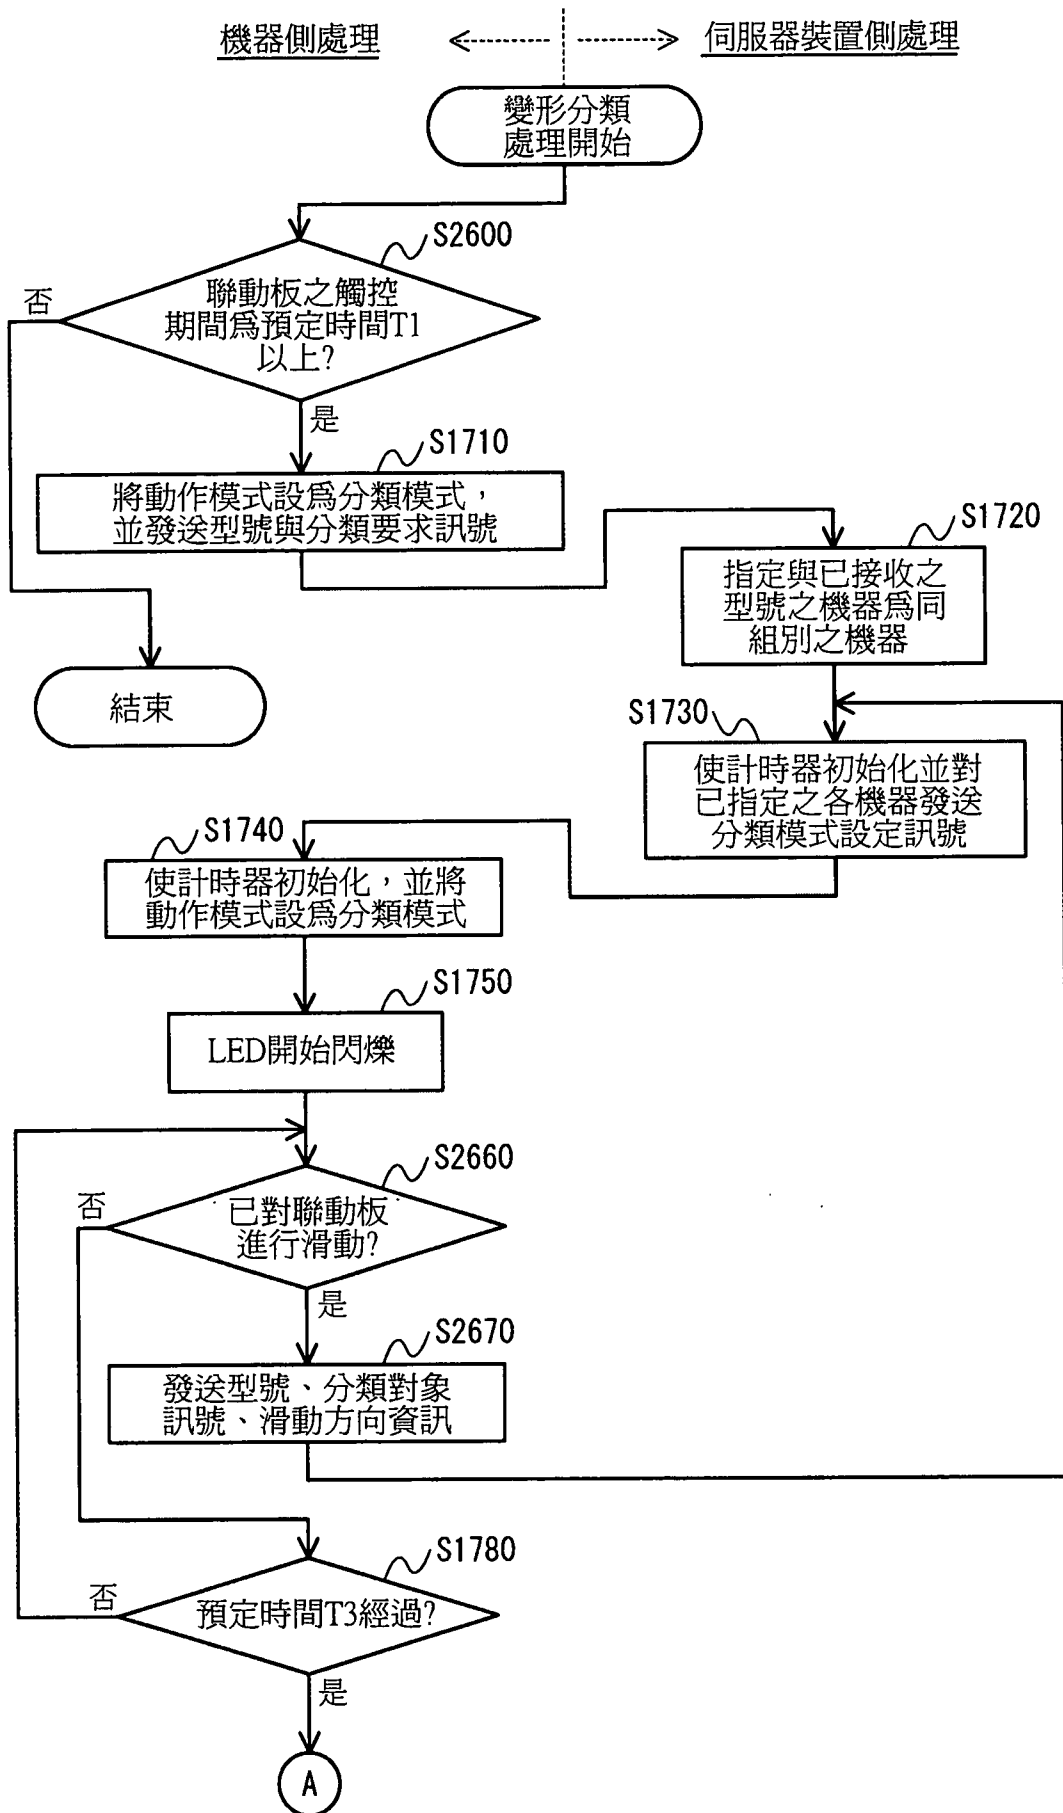 機器側處理
伺服器裝置側處理
變形分類
處理開始
S2600
聯動板之觸控
期間爲預定時間T1
以上?
否
是
S1710
將動作模式設爲分類模式，
並發送型號與分類要求訊號
S1720
指定與已接收之
型號之機器爲同
組別之機器
結束
S1730
使計時器初始化並對
已指定之各機器發送
分類模式設定訊號
S1740
使計時器初始化，並將
動作模式設爲分類模式
S1750
LED開始閃爍
S2660
已對聯動板
進行滑動?
否
是
S2670
發送型號、分類對象
訊號、滑動方向資訊
S1780
預定時間T3經過?
否
是
A